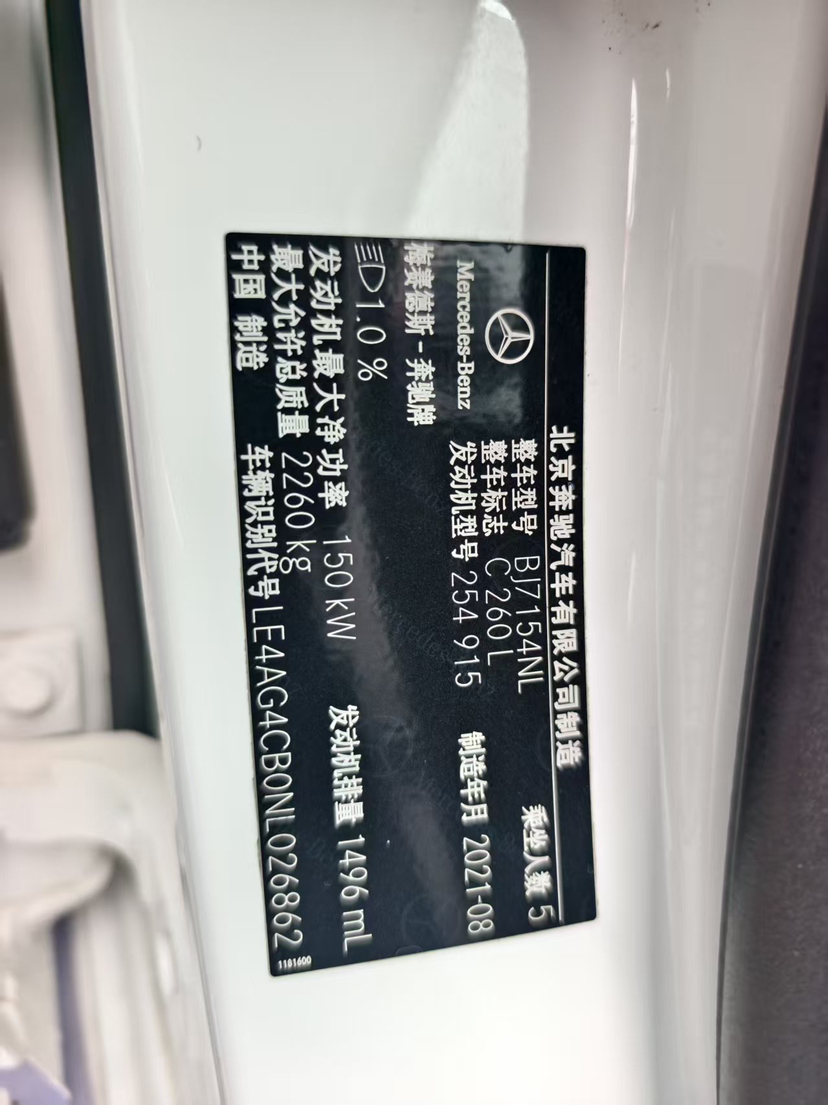 北京奔驰汽车有限公司制造
Mercedes-Benz
梅赛德斯-奔驰牌
整车型号 BJ7154NL 乘坐人数 5
整车标志 C 260 L
发动机型号 254 915 制造年月 2021-08
1.0 %
发动机最大净功率 150 kW 发动机排量 1496 mL
最大允许总质量 2260 kg
中国 制造 车辆识别代号 LE4AG4CB0NL026862
1181600